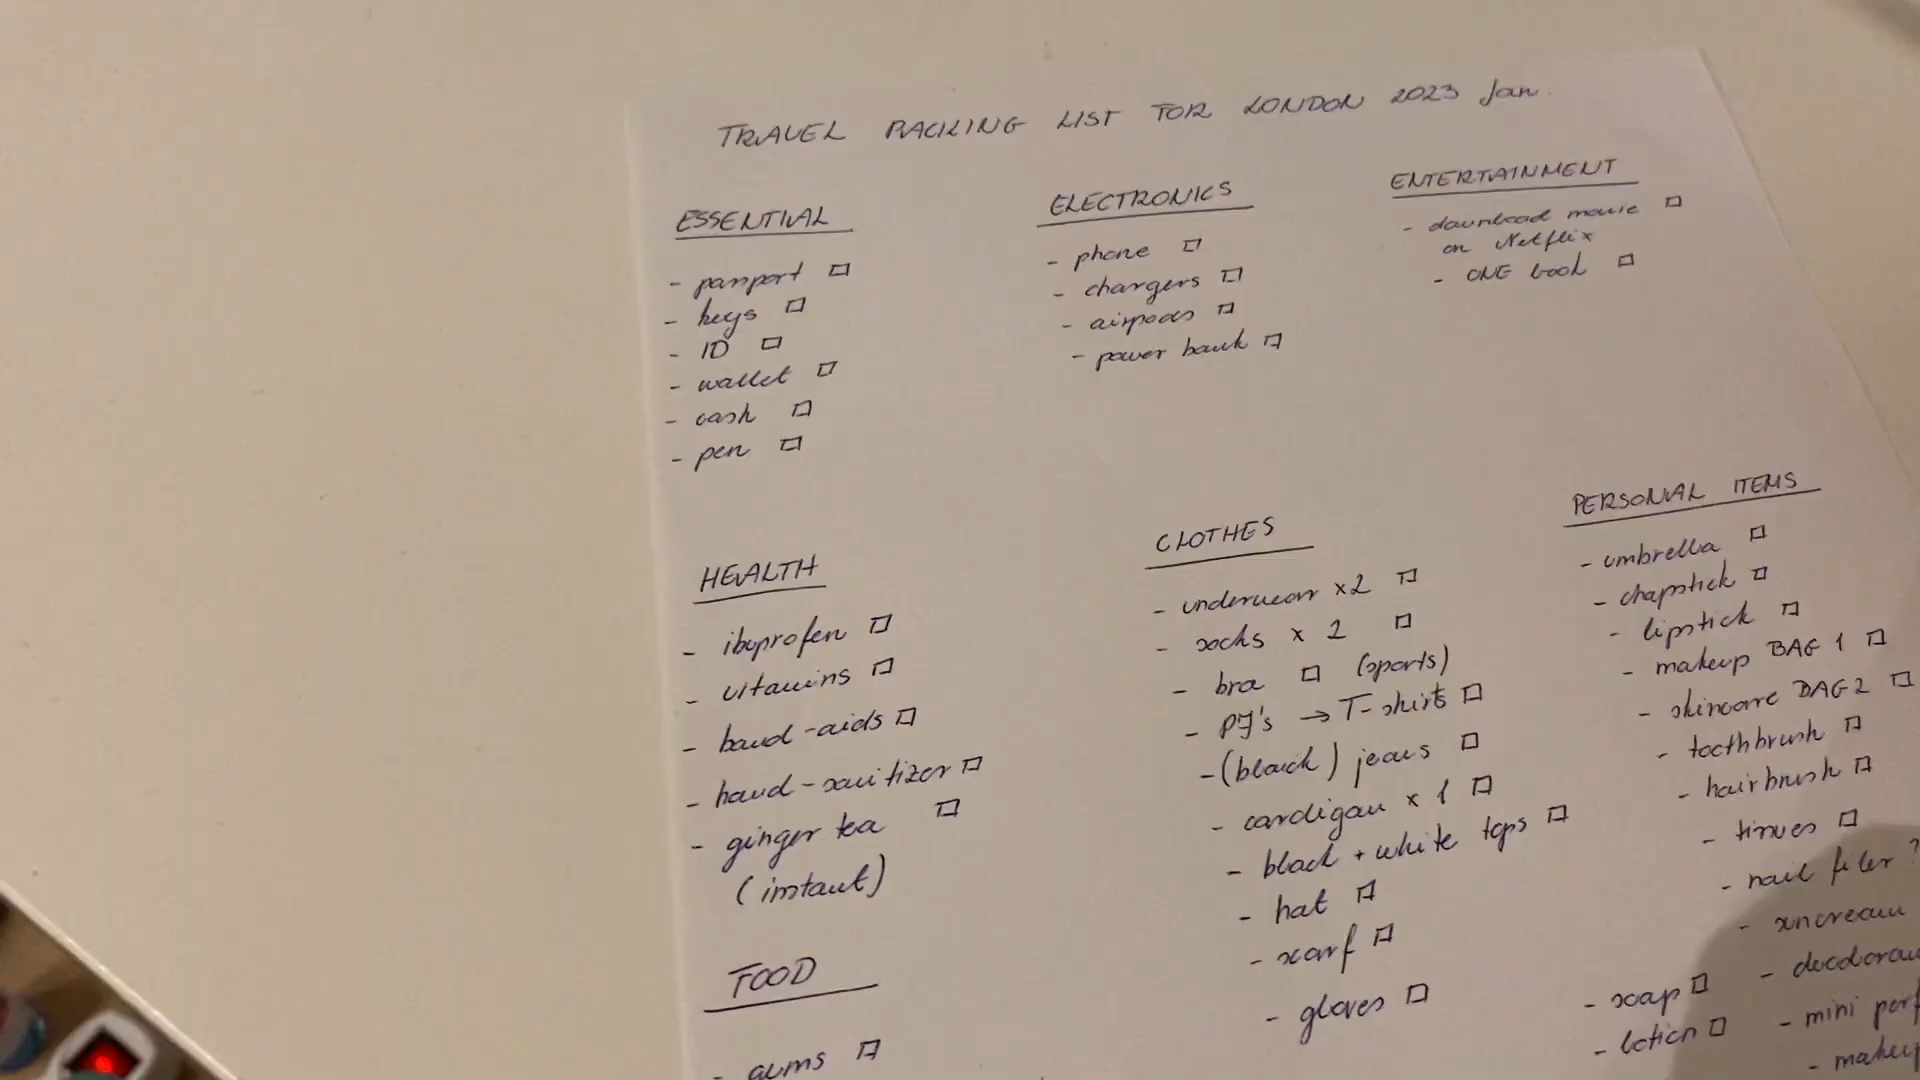 TRAVEL PACKING LIST FOR LONDON 2023 Jan.
ESSENTIAL
- passport
- keys
- ID
- wallet
- cash
- pen
ELECTRONICS
- phone
- chargers
- airpods
- power bank
ENTERTAINMENT
- download movie
on Netflix
- ONE book
HEALTH
- ibuprofen
- vitamins
- band-aids
- hand-sanitizer
- ginger tea
(instant)
CLOTHES
- underwear x2
- socks x 2
- bra (sports)
- PJ's → T-shirts
- (black) jeans
- cardigan x 1
- black + white tops
- hat
- scarf
- gloves
PERSONAL ITEMS
- umbrella
- chapstick
- lipstick
- makeup BAG 1
- skincare BAG 2
- toothbrush
- hairbrush
- tissues
- nail filer ?
- suncream
- deodoran
- mini perf
- makeup
- soap
- lotion
FOOD
- gums